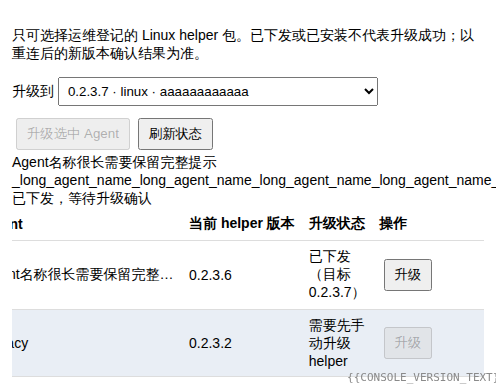 只可选择运维登记的 Linux helper 包。已下发或已安装不代表升级成功；以
重连后的新版本确认结果为准。
升级到 0.2.3.7 · linux · aaaaaaaaaaaa
升级选中 Agent 刷新状态
Agent名称很长需要保留完整提示
_long_agent_name_long_agent_name_long_agent_name_long_agent_name_
已下发，等待升级确认
nt 当前 helper 版本 升级状态 操作
nt名称很长需要保留完整… 0.2.3.6 已下发
（目标
0.2.3.7） 升级
acy 0.2.3.2 需要先手
动升级
helper 升级
{{CONSOLE_VERSION_TEXT}